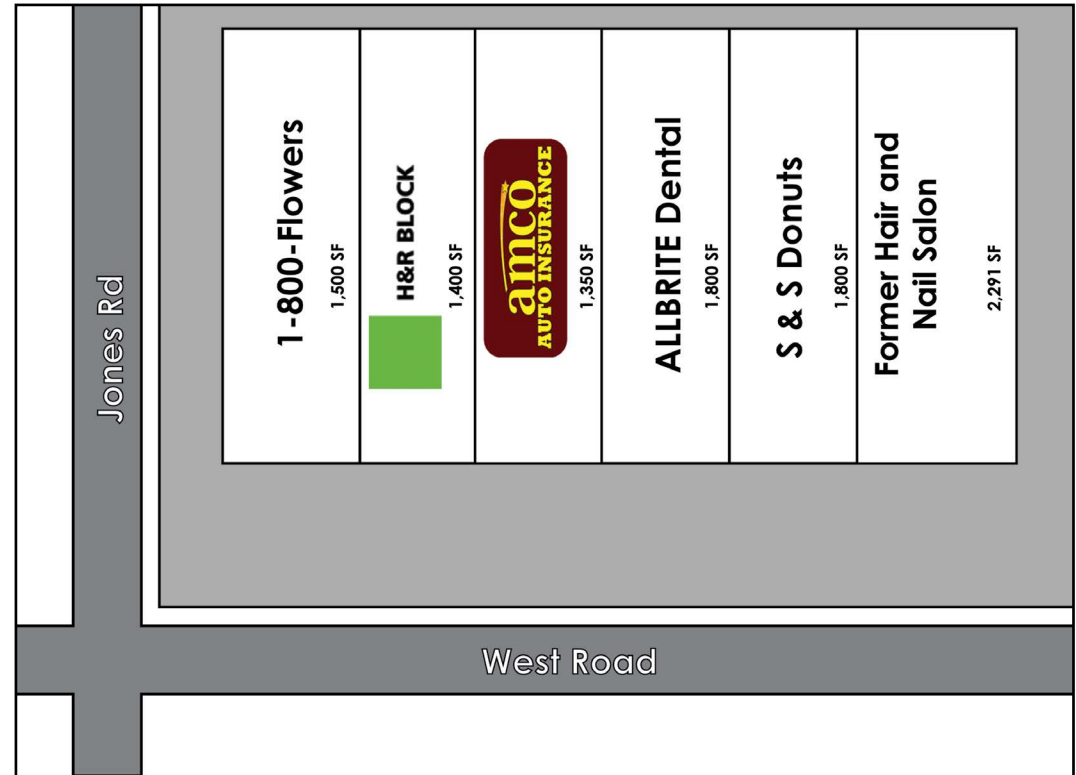 Jones Rd
1-800-Flowers
1,500 SF
H&R BLOCK
1,400 SF
amco
AUTO INSURANCE
1,350 SF
ALLBRITE Dental
1,800 SF
S & S Donuts
1,800 SF
Former Hair and
Nail Salon
2,291 SF
West Road